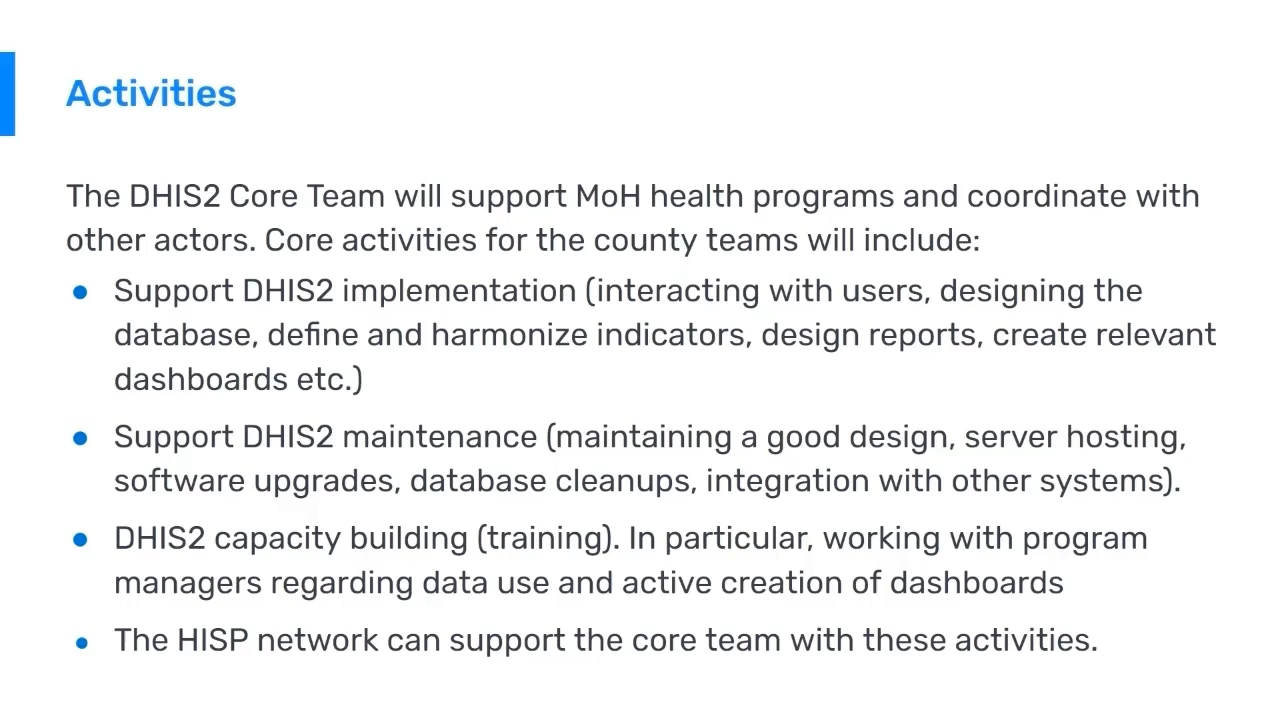 Activities
The DHIS2 Core Team will support MoH health programs and coordinate with
other actors. Core activities for the county teams will include:
● Support DHIS2 implementation (interacting with users, designing the
database, define and harmonize indicators, design reports, create relevant
dashboards etc.)
● Support DHIS2 maintenance (maintaining a good design, server hosting,
software upgrades, database cleanups, integration with other systems).
● DHIS2 capacity building (training). In particular, working with program
managers regarding data use and active creation of dashboards
● The HISP network can support the core team with these activities.